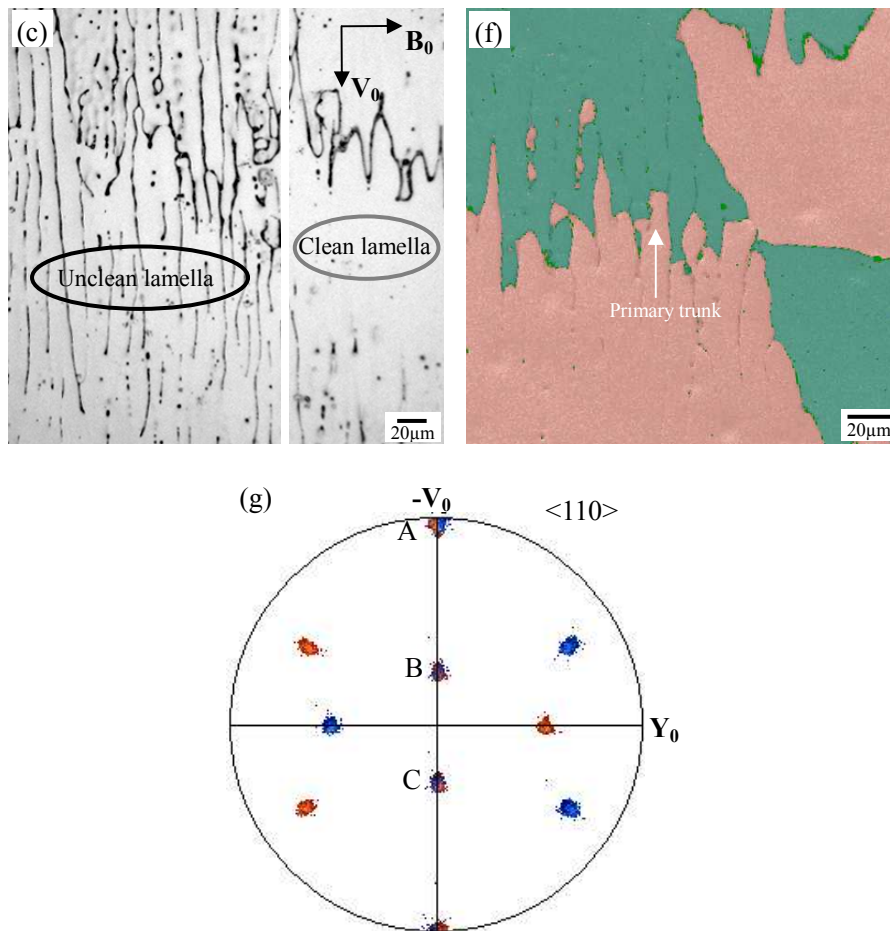 (c)
B₀
V₀
Unclean lamella
Clean lamella
20µm
(f)
Primary trunk
20µm
(g)
-V₀
<110>
A
B
Y₀
C